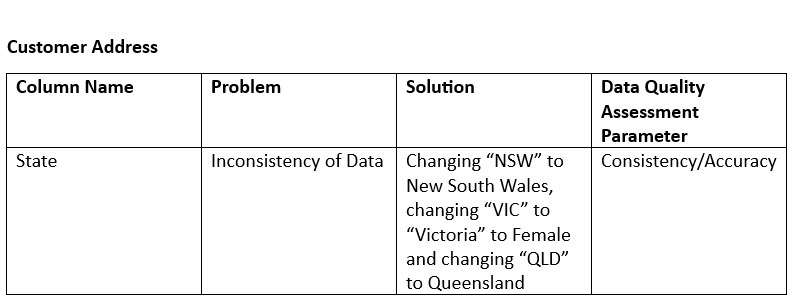 Customer Address
Column Name
Problem
Solution
Data Quality
Assessment
Parameter
State
Inconsistency of Data
Changing “NSW” to
New South Wales,
changing “VIC” to
“Victoria” to Female
and changing “QLD”
to Queensland
Consistency/Accuracy